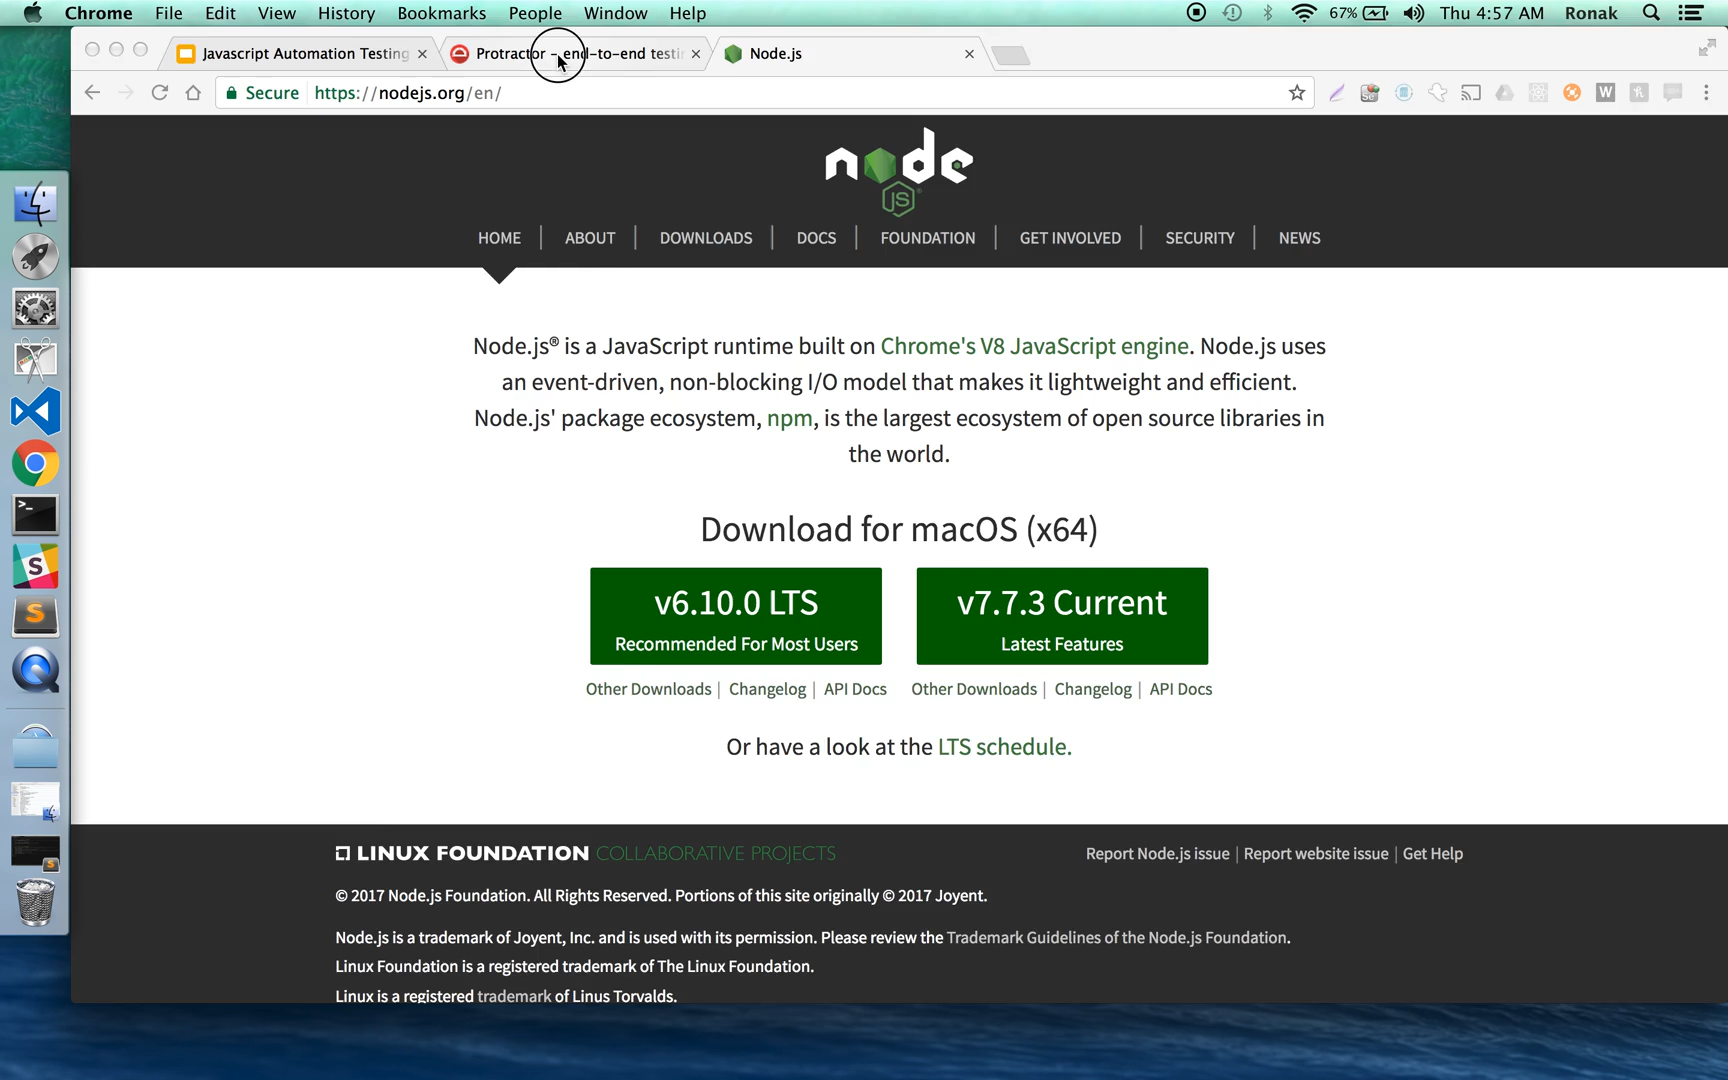 Chrome File Edit View History Bookmarks People Window Help 67% Thu 4:57 AM Ronak
Javascript Automation Testing Protractor - end-to-end testin Node.js
Secure https://nodejs.org/en/
W
node
JS
HOME ABOUT DOWNLOADS DOCS FOUNDATION GET INVOLVED SECURITY NEWS
Node.js® is a JavaScript runtime built on Chrome's V8 JavaScript engine. Node.js uses
an event-driven, non-blocking I/O model that makes it lightweight and efficient.
Node.js' package ecosystem, npm, is the largest ecosystem of open source libraries in
the world.
Download for macOS (x64)
v6.10.0 LTS
Recommended For Most Users
v7.7.3 Current
Latest Features
Other Downloads | Changelog | API Docs Other Downloads | Changelog | API Docs
Or have a look at the LTS schedule.
LINUX FOUNDATION COLLABORATIVE PROJECTS
Report Node.js issue | Report website issue | Get Help
© 2017 Node.js Foundation. All Rights Reserved. Portions of this site originally © 2017 Joyent.
Node.js is a trademark of Joyent, Inc. and is used with its permission. Please review the Trademark Guidelines of the Node.js Foundation.
Linux Foundation is a registered trademark of The Linux Foundation.
Linux is a registered trademark of Linus Torvalds.